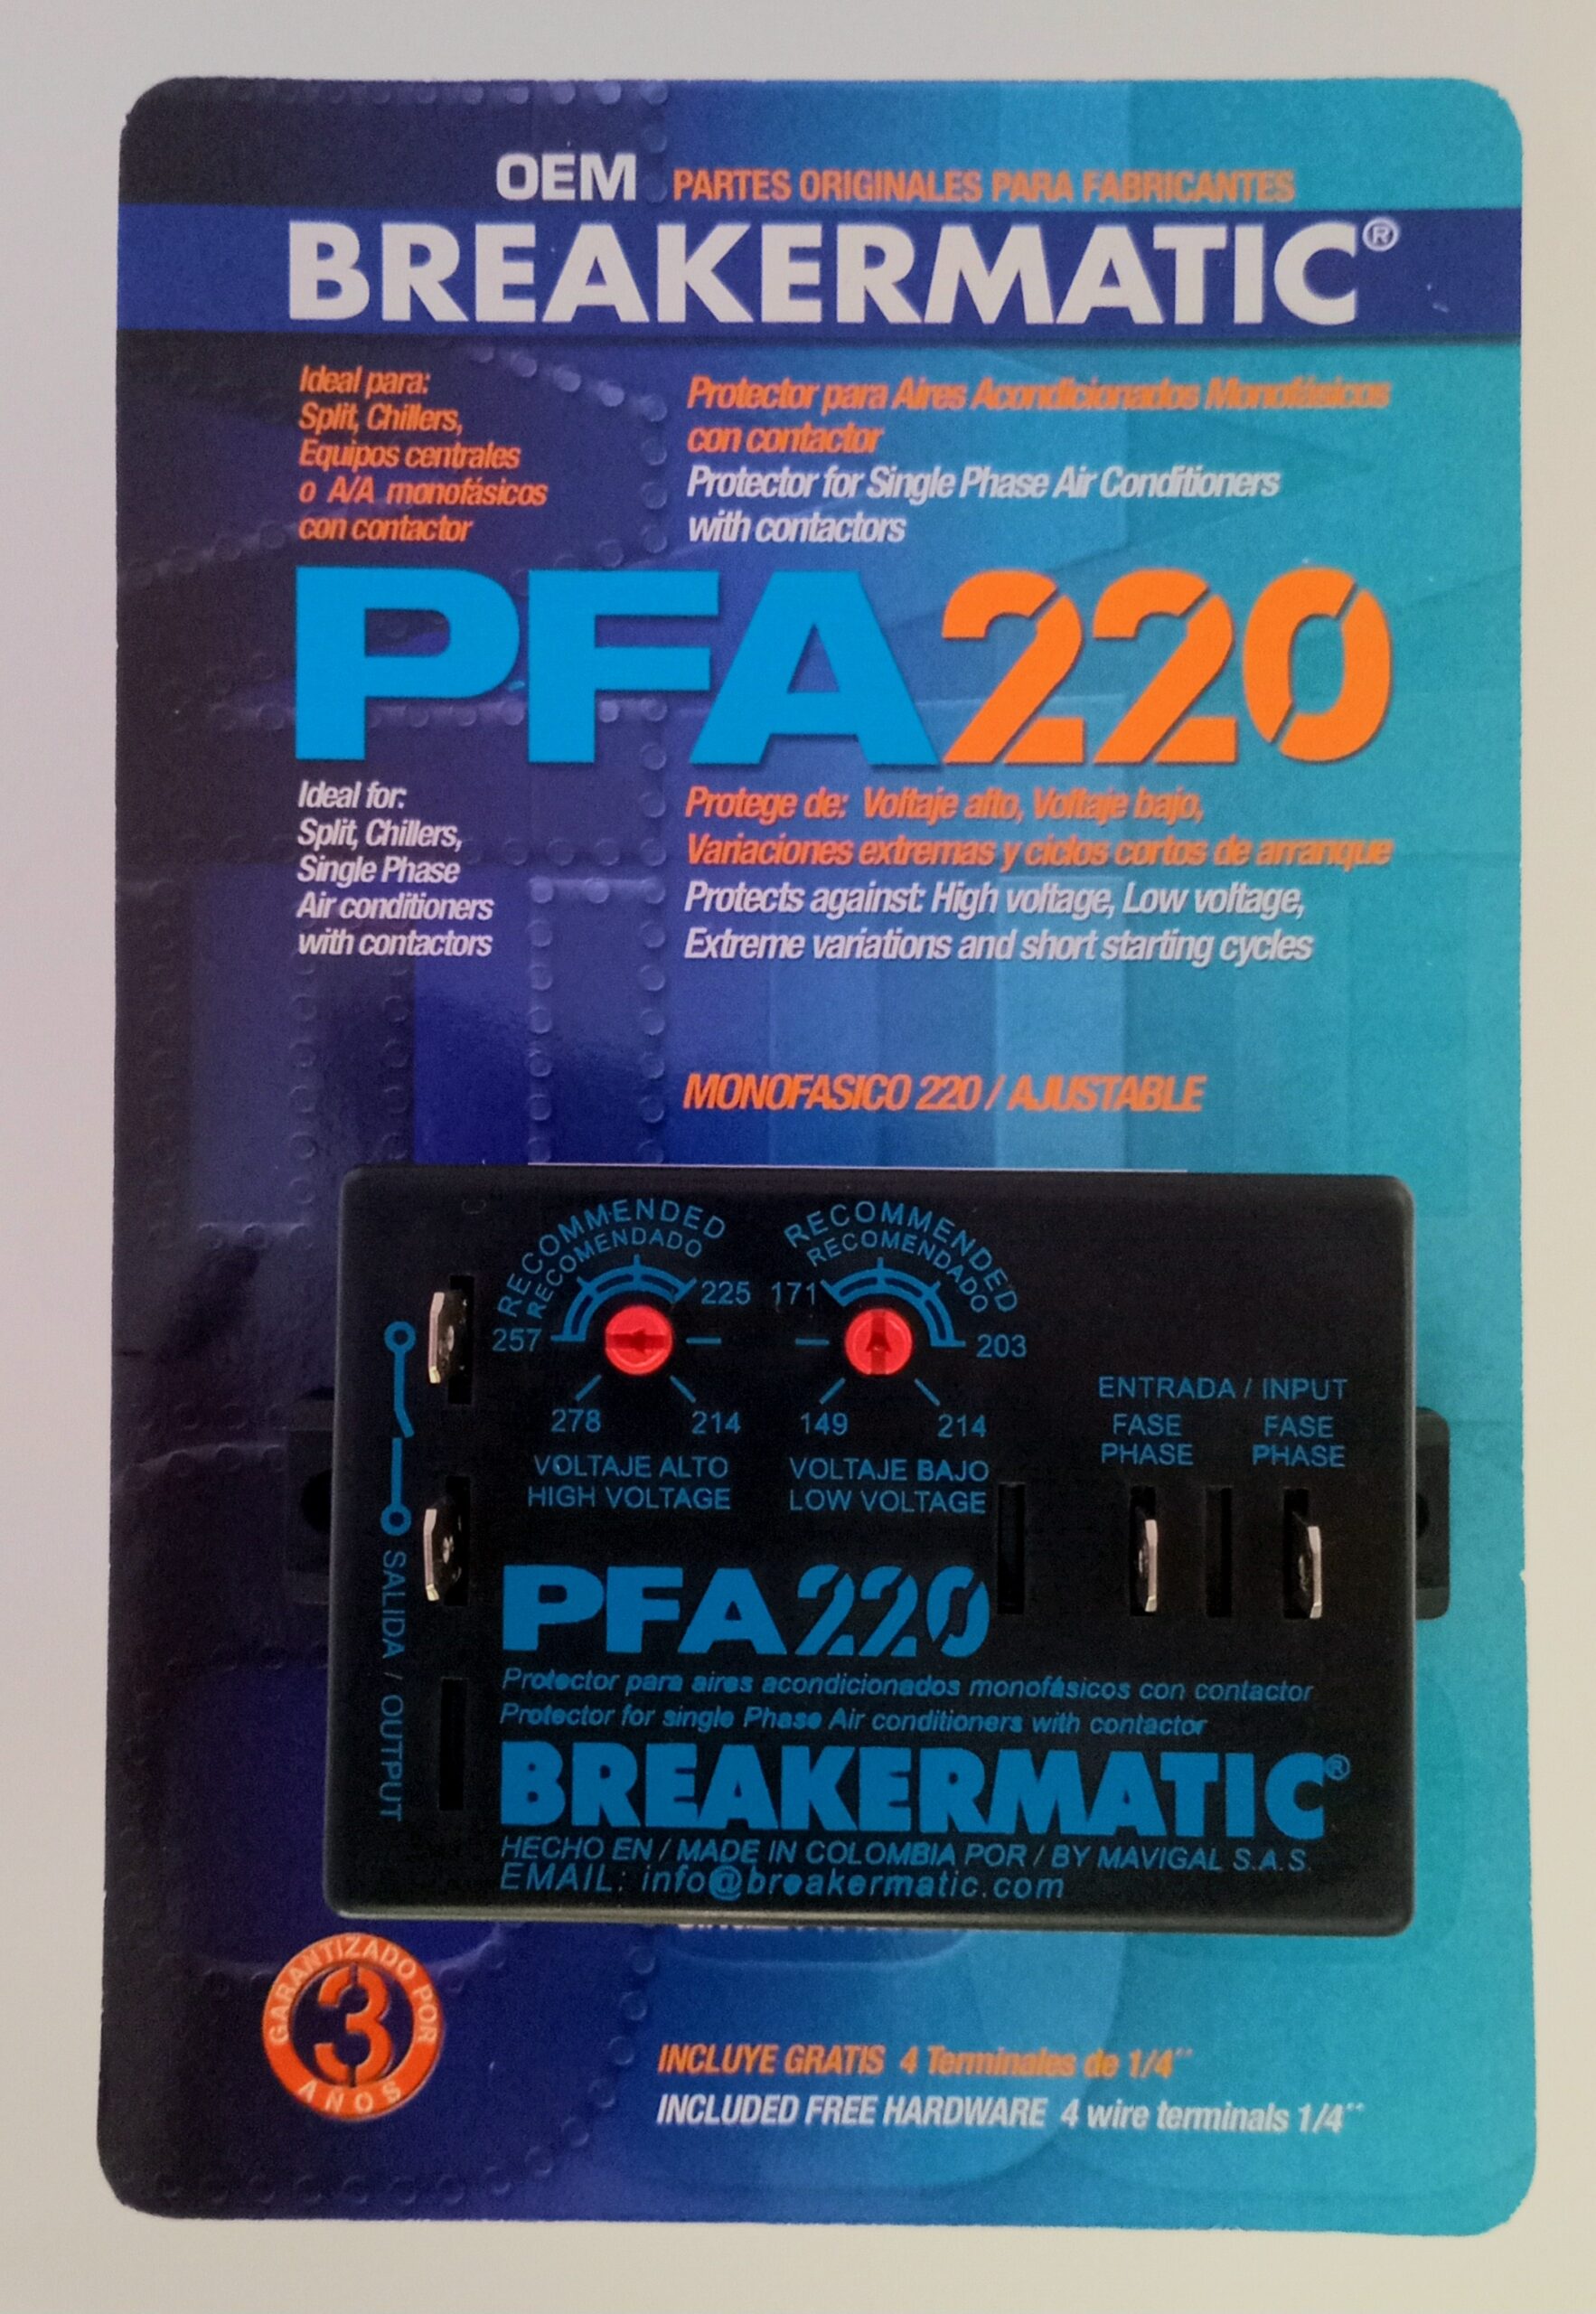 OEM PARTES ORIGINALES PARA FABRICANTES
BREAKERMATIC®
Ideal para:
Split, Chillers,
Equipos centrales
o A/A monofásicos
con contactor
Protector para Aires Acondicionados Monofásicos
con contactor
Protector for Single Phase Air Conditioners
with contactors
PFA220
Ideal for:
Split, Chillers,
Single Phase
Air conditioners
with contactors
Protege de: Voltaje alto, Voltaje bajo,
Variaciones extremas y ciclos cortos de arranque
Protects against: High voltage, Low voltage,
Extreme variations and short starting cycles
MONOFASICO 220 / AJUSTABLE
RECOMMENDED
RECOMENDADO
257
225
278
214
VOLTAJE ALTO
HIGH VOLTAGE
RECOMMENDED
RECOMENDADO
171
203
149
214
VOLTAJE BAJO
LOW VOLTAGE
ENTRADA / INPUT
FASE FASE
PHASE PHASE
SALIDA / OUTPUT
PFA220
Protector para aires acondicionados monofásicos con contactor
Protector for single Phase Air conditioners with contactor
BREAKERMATIC®
HECHO EN / MADE IN COLOMBIA POR / BY MAVIGAL S.A.S.
EMAIL: info@breakermatic.com
GARANTIZADO POR
3
AÑOS
INCLUYE GRATIS 4 Terminales de 1/4´´
INCLUDED FREE HARDWARE 4 wire terminals 1/4´´